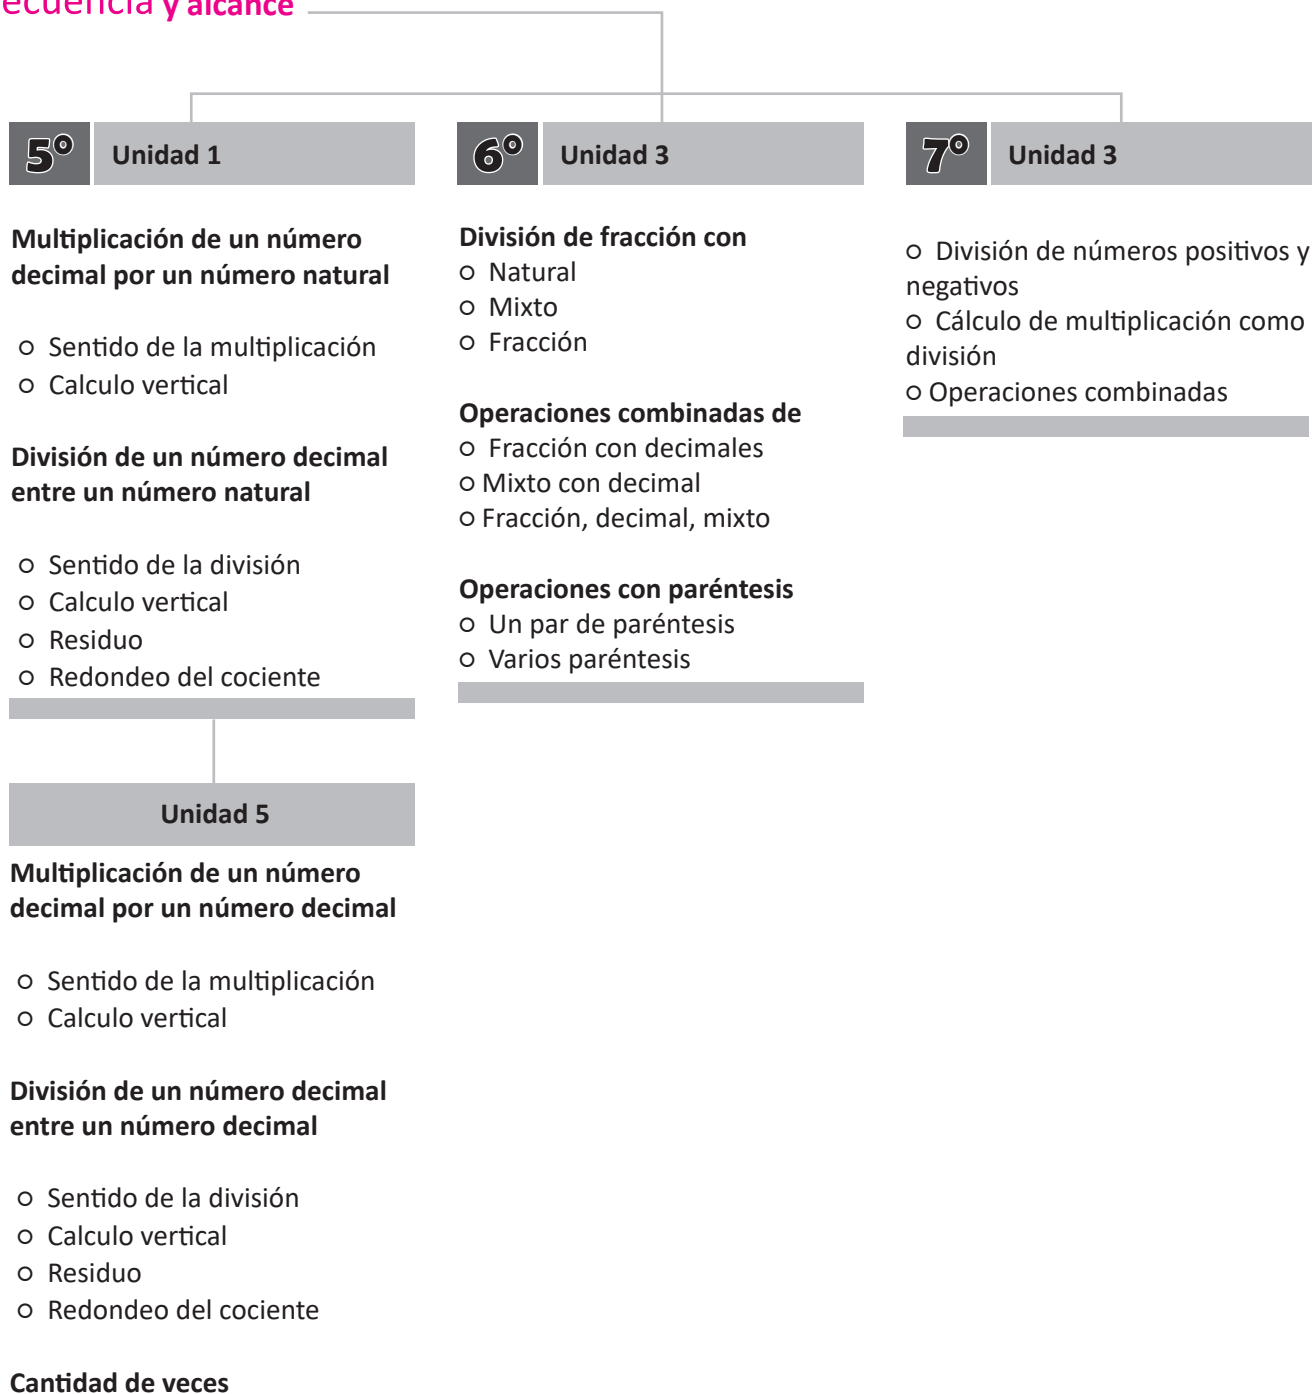 ecuencia y alcance
5º Unidad 1
Multiplicación de un número
decimal por un número natural
o Sentido de la multiplicación
o Calculo vertical
División de un número decimal
entre un número natural
o Sentido de la división
o Calculo vertical
o Residuo
o Redondeo del cociente
Unidad 5
Multiplicación de un número
decimal por un número decimal
o Sentido de la multiplicación
o Calculo vertical
División de un número decimal
entre un número decimal
o Sentido de la división
o Calculo vertical
o Residuo
o Redondeo del cociente
Cantidad de veces
6º Unidad 3
División de fracción con
o Natural
o Mixto
o Fracción
Operaciones combinadas de
o Fracción con decimales
o Mixto con decimal
o Fracción, decimal, mixto
Operaciones con paréntesis
o Un par de paréntesis
o Varios paréntesis
7º Unidad 3
o División de números positivos y
negativos
o Cálculo de multiplicación como
división
o Operaciones combinadas